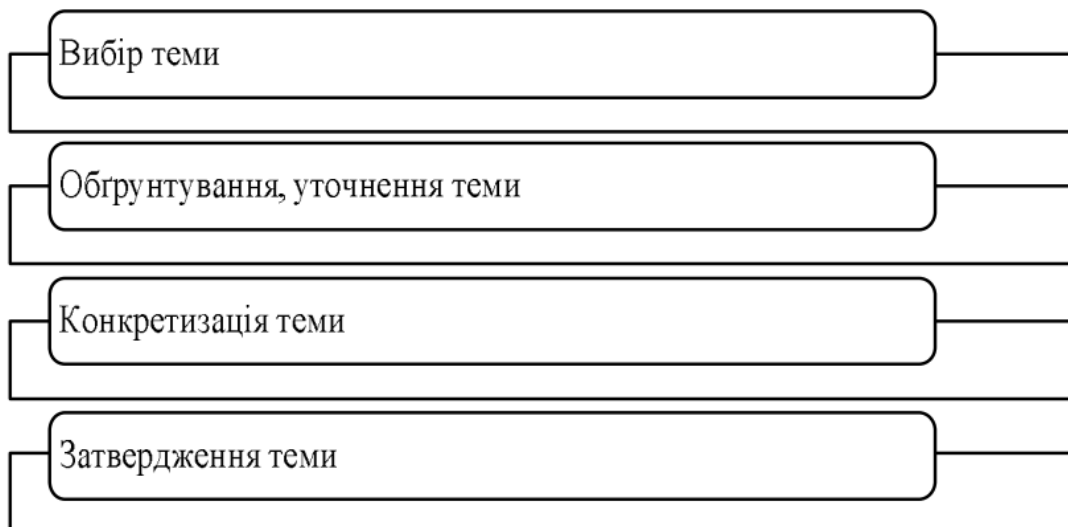 Вибір теми
Обґрунтування, уточнення теми
Конкретизація теми
Затвердження теми